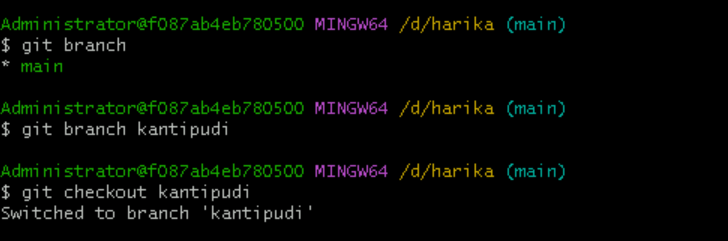 Administrator@f087ab4eb780500 MINGW64 /d/harika (main)
$ git branch
* main
Administrator@f087ab4eb780500 MINGW64 /d/harika (main)
$ git branch kantipudi
Administrator@f087ab4eb780500 MINGW64 /d/harika (main)
$ git checkout kantipudi
Switched to branch 'kantipudi'